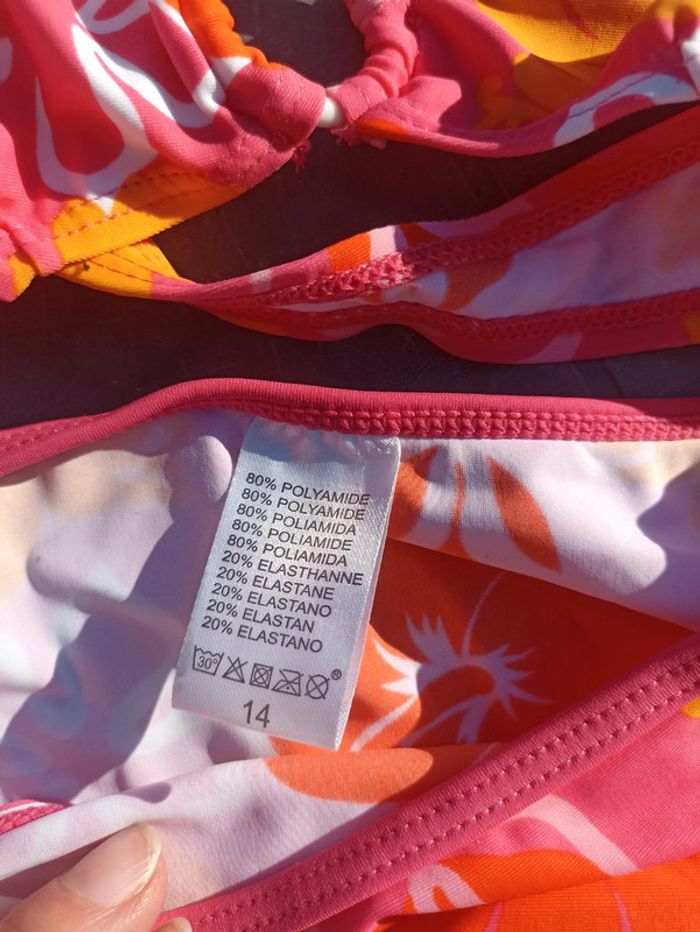 80% POLYAMIDE
80% POLYAMIDE
80% POLIAMIDA
80% POLIAMIDE
80% POLIAMIDA
20% ELASTHANNE
20% ELASTANE
20% ELASTANO
20% ELASTAN
20% ELASTANO
30° ®
14